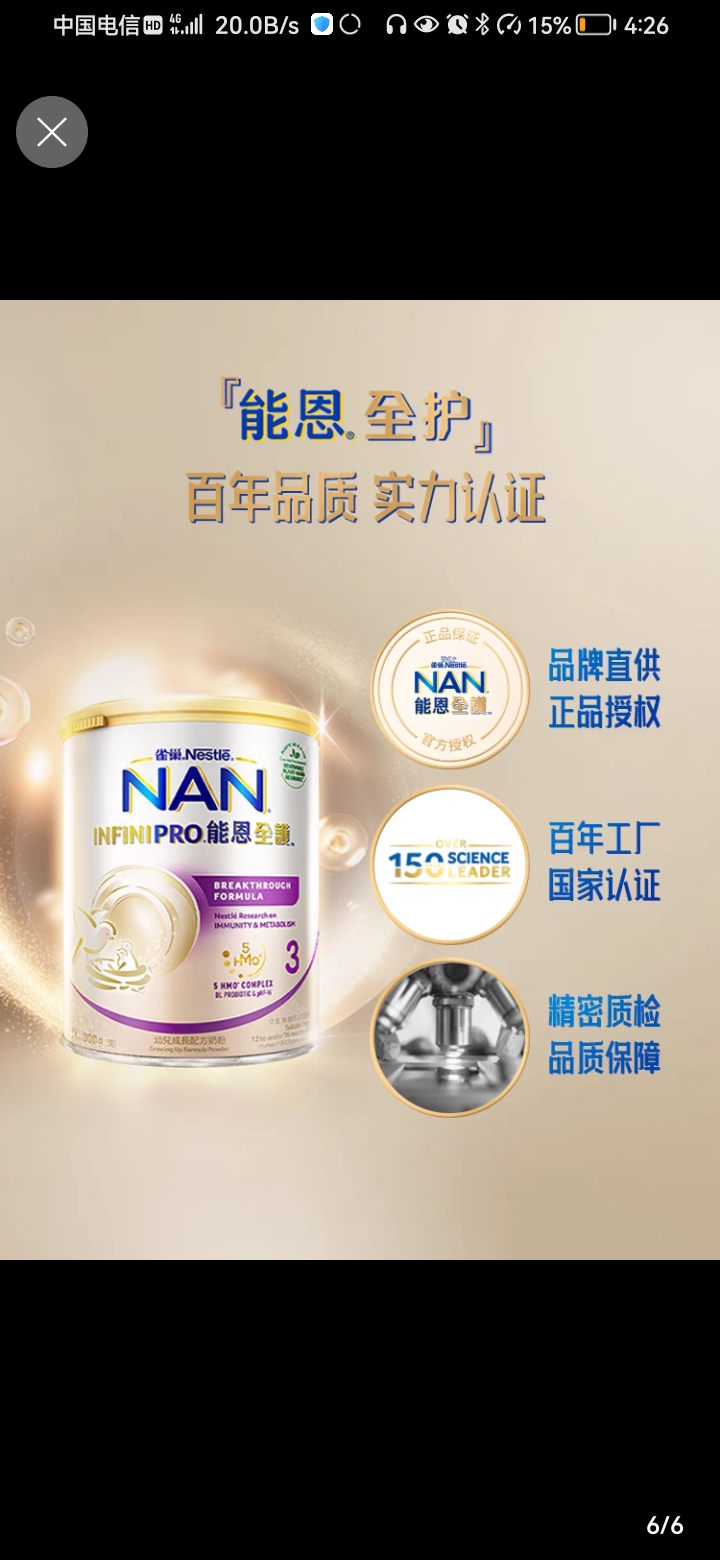 中国电信 HD 4G 20.0B/s 15% 4:26
『能恩®全护』
百年品质 实力认证
正品保证
雀巢®Nestlé®
NAN®
能恩全護™
官方授权
品牌直供
正品授权
雀巢®Nestlé®
NAN®
INFINIPRO®能恩全護™
BREAKTHROUGH
FORMULA
Nestlé Research on
IMMUNITY & METABOLISM
5
HMO
3
5 HMO COMPLEX
幼兒成長配方奶粉
Growing Up Formula Powder
OVER
150 SCIENCE
LEADER
百年工厂
国家认证
精密质检
品质保障
6/6